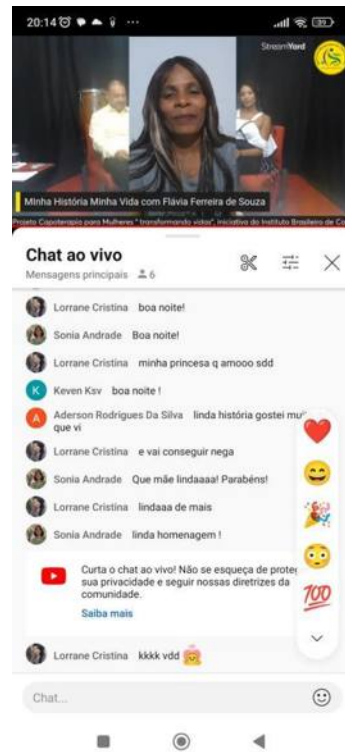 20:14
39
StreamYard
MInha História Minha Vida com Flávia Ferreira de Souza
Projeto Capoterapia para Mulheres " transformando vidas", iniciativa do Instituto Brasileiro de Ca
Chat ao vivo
Mensagens principais 6
Lorrane Cristina boa noite!
Sonia Andrade Boa noite!
Lorrane Cristina minha princesa q amooo sdd
K Keven Ksv boa noite !
A Aderson Rodrigues Da Silva linda história gostei mui
que vi
Lorrane Cristina e vai conseguir nega
Sonia Andrade Que mãe lindaaaa! Parabéns!
Lorrane Cristina lindaaa de mais
Sonia Andrade linda homenagem !
Curta o chat ao vivo! Não se esqueça de proteg
sua privacidade e seguir nossas diretrizes da
comunidade.
Saiba mais
100
Lorrane Cristina kkkk vdd
Chat...